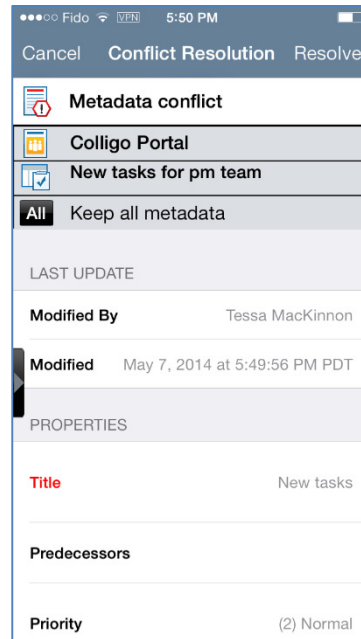 Fido VPN 5:50 PM
Cancel Conflict Resolution Resolve
Metadata conflict
Colligo Portal
New tasks for pm team
All Keep all metadata
LAST UPDATE
Modified By Tessa MacKinnon
Modified May 7, 2014 at 5:49:56 PM PDT
PROPERTIES
Title New tasks
Predecessors
Priority (2) Normal